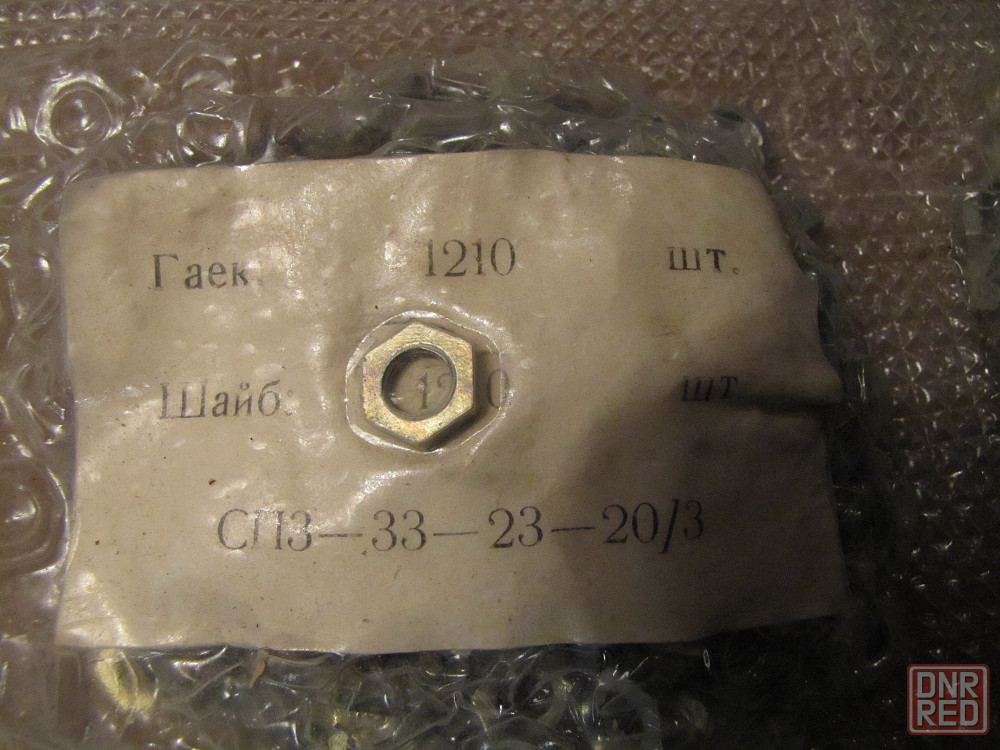 Гаек. 1210 шт.
Шайб. шт.
СП3—33—23—20/3
DNR
RED